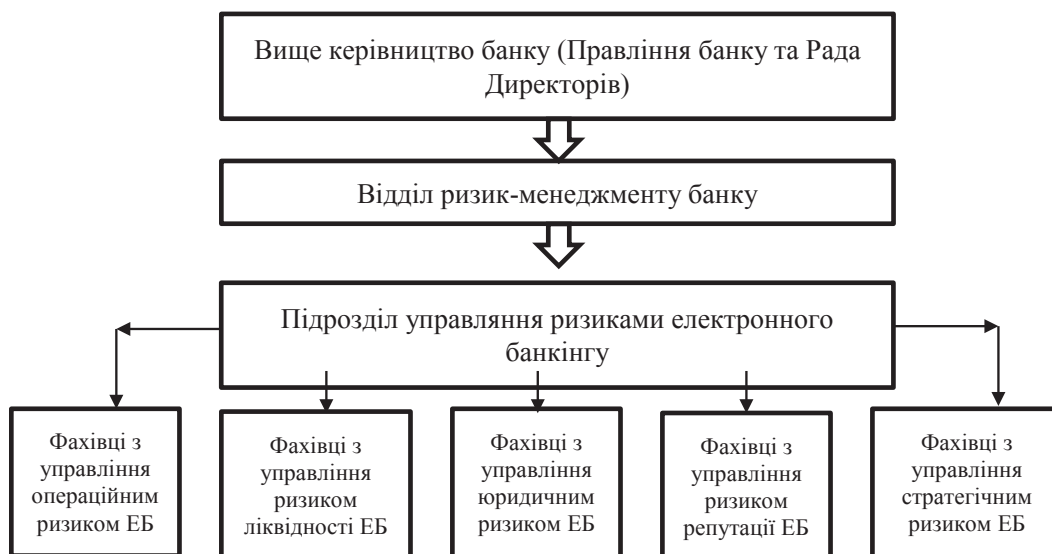 Вище керівництво банку (Правління банку та Рада
Директорів)
Відділ ризик-менеджменту банку
Підрозділ управляння ризиками електронного
банкінгу
Фахівці з
управління
операційним
ризиком ЕБ
Фахівці з
управління
ризиком
ліквідності ЕБ
Фахівці з
управління
юридичним
ризиком ЕБ
Фахівці з
управління
ризиком
репутації ЕБ
Фахівці з
управління
стратегічним
ризиком ЕБ